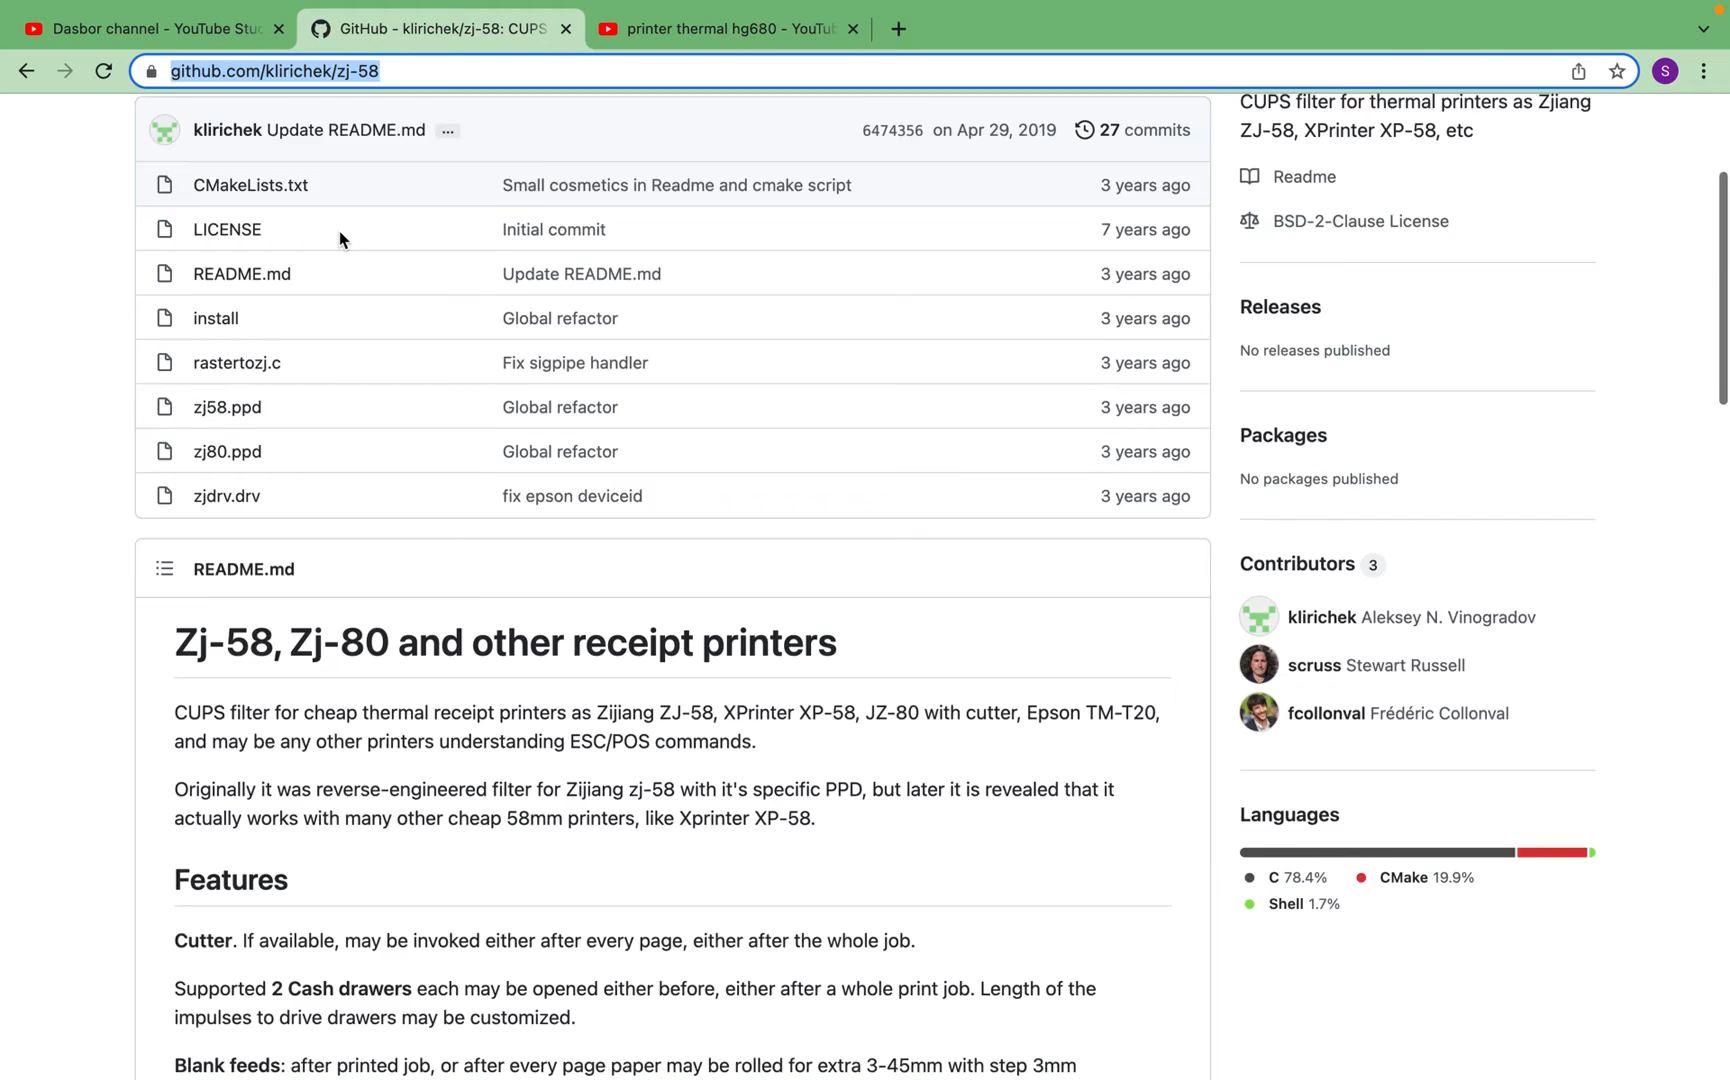 Dasbor channel - YouTube Stu
GitHub - klirichek/zj-58: CUPS
printer thermal hg680 - YouTu
github.com/klirichek/zj-58
S
klirichek Update README.md ...
6474356 on Apr 29, 2019
27 commits
CMakeLists.txt Small cosmetics in Readme and cmake script 3 years ago
LICENSE Initial commit 7 years ago
README.md Update README.md 3 years ago
install Global refactor 3 years ago
rastertozj.c Fix sigpipe handler 3 years ago
zj58.ppd Global refactor 3 years ago
zj80.ppd Global refactor 3 years ago
zjdrv.drv fix epson deviceid 3 years ago
README.md
Zj-58, Zj-80 and other receipt printers
CUPS filter for cheap thermal receipt printers as Zijiang ZJ-58, XPrinter XP-58, JZ-80 with cutter, Epson TM-T20,
and may be any other printers understanding ESC/POS commands.
Originally it was reverse-engineered filter for Zijiang zj-58 with it's specific PPD, but later it is revealed that it
actually works with many other cheap 58mm printers, like Xprinter XP-58.
Features
Cutter. If available, may be invoked either after every page, either after the whole job.
Supported 2 Cash drawers each may be opened either before, either after a whole print job. Length of the
impulses to drive drawers may be customized.
Blank feeds: after printed job, or after every page paper may be rolled for extra 3-45mm with step 3mm
CUPS filter for thermal printers as Zjiang
ZJ-58, XPrinter XP-58, etc
Readme
BSD-2-Clause License
Releases
No releases published
Packages
No packages published
Contributors 3
klirichek Aleksey N. Vinogradov
scruss Stewart Russell
fcollonval Frédéric Collonval
Languages
C 78.4%
CMake 19.9%
Shell 1.7%